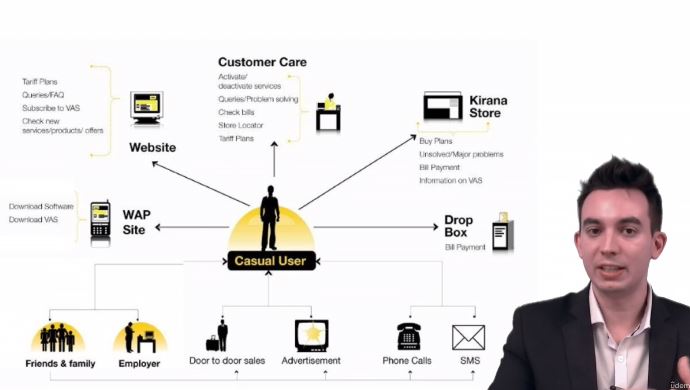 Customer Care
Activate/
deactivate services
Queries/Problem solving
Check bills
Store Locator
Tariff Plans
Tariff Plans
Queries/FAQ
Subscribe to VAS
Check new
services/products/ offers
Website
Kirana
Store
Buy Plans
Unsolved/Major problems
Bill Payment
Information on VAS
Download Software
Download VAS
WAP
Site
Drop
Box
Bill Payment
Casual User
Friends & family
Employer
Door to door sales
Advertisement
Phone Calls
SMS